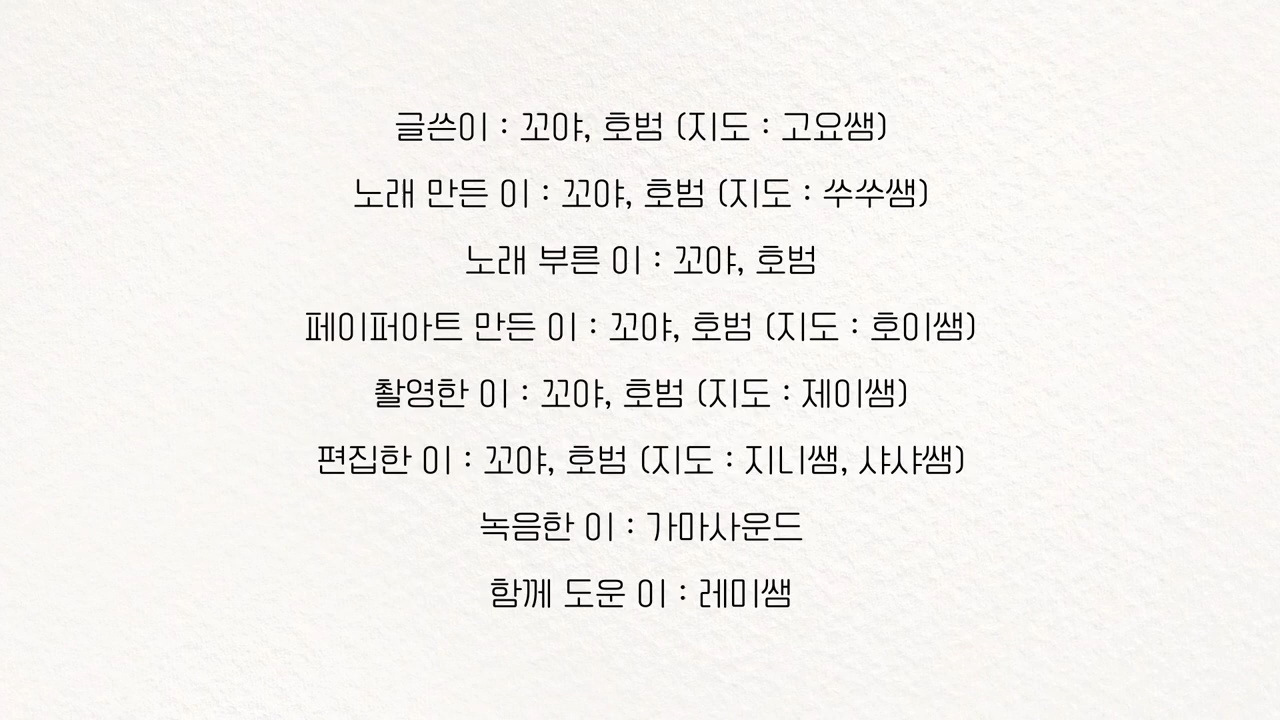 글쓴이 : 꼬야, 호범 (지도 : 고요쌤)
노래 만든 이 : 꼬야, 호범 (지도 : 쑤쑤쌤)
노래 부른 이 : 꼬야, 호범
페이퍼아트 만든 이 : 꼬야, 호범 (지도 : 호이쌤)
촬영한 이 : 꼬야, 호범 (지도 : 제이쌤)
편집한 이 : 꼬야, 호범 (지도 : 지니쌤, 샤샤쌤)
녹음한 이 : 가마사운드
함께 도운 이 : 레미쌤